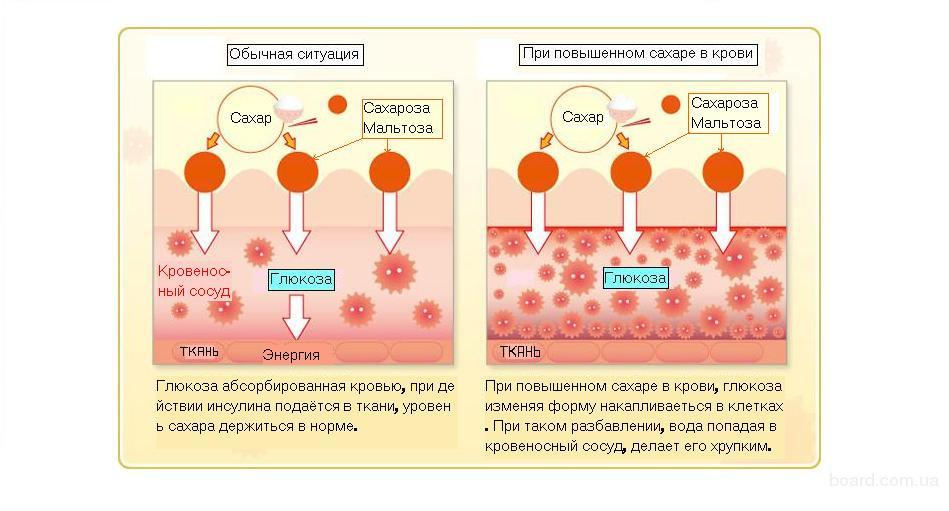 Обычная ситуация
Сахар
Сахароза
Мальтоза
Кровенос-
ный сосуд
Глюкоза
ТКАНЬ
Энергия
Глюкоза абсорбированная кровью, при де
йствии инсулина подаётся в ткани, уровен
ь сахара держиться в норме.
При повышенном сахаре в крови
Сахар
Сахароза
Мальтоза
Глюкоза
ТКАНЬ
При повышенном сахаре в крови, глюкоза
изменяя форму накапливаеться в клетках
. При таком разбавлении, вода попадая в
кровеносный сосуд, делает его хрупким.
board.com.ua